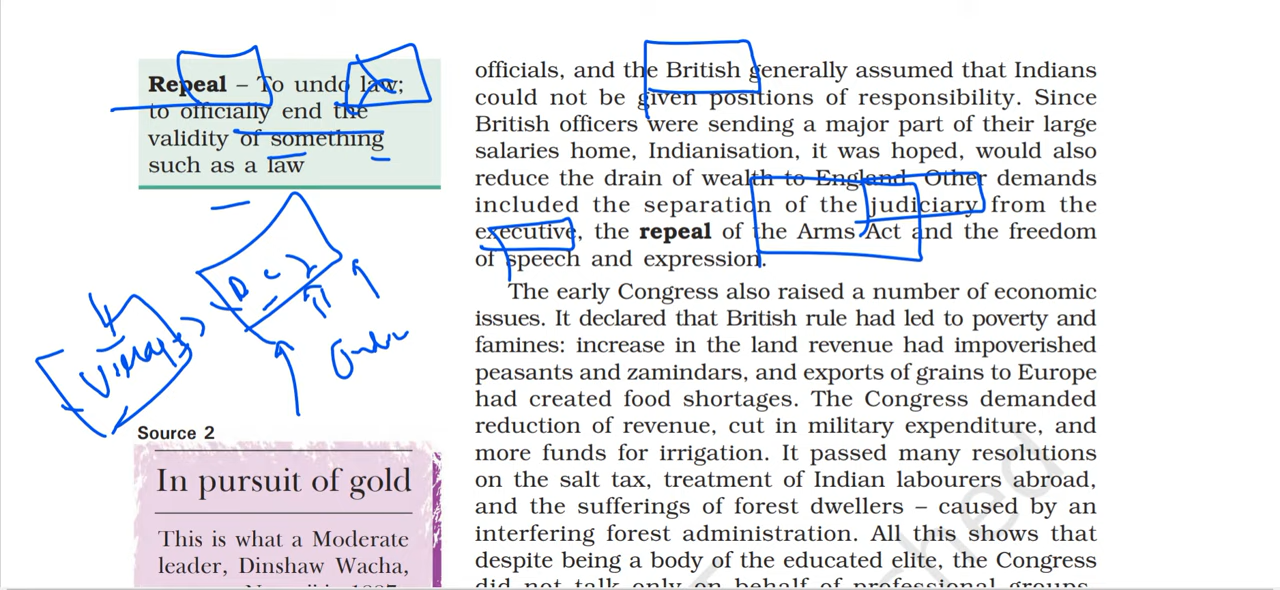 Repeal – To undo law;
to officially end the
validity of something
such as a law
Source 2
In pursuit of gold
This is what a Moderate
leader, Dinshaw Wacha,
officials, and the British generally assumed that Indians
could not be given positions of responsibility. Since
British officers were sending a major part of their large
salaries home, Indianisation, it was hoped, would also
reduce the drain of wealth to England. Other demands
included the separation of the judiciary from the
executive, the repeal of the Arms Act and the freedom
of speech and expression.
The early Congress also raised a number of economic
issues. It declared that British rule had led to poverty and
famines: increase in the land revenue had impoverished
peasants and zamindars, and exports of grains to Europe
had created food shortages. The Congress demanded
reduction of revenue, cut in military expenditure, and
more funds for irrigation. It passed many resolutions
on the salt tax, treatment of Indian labourers abroad,
and the sufferings of forest dwellers – caused by an
interfering forest administration. All this shows that
despite being a body of the educated elite, the Congress
did not talk only on behalf of professional groups,